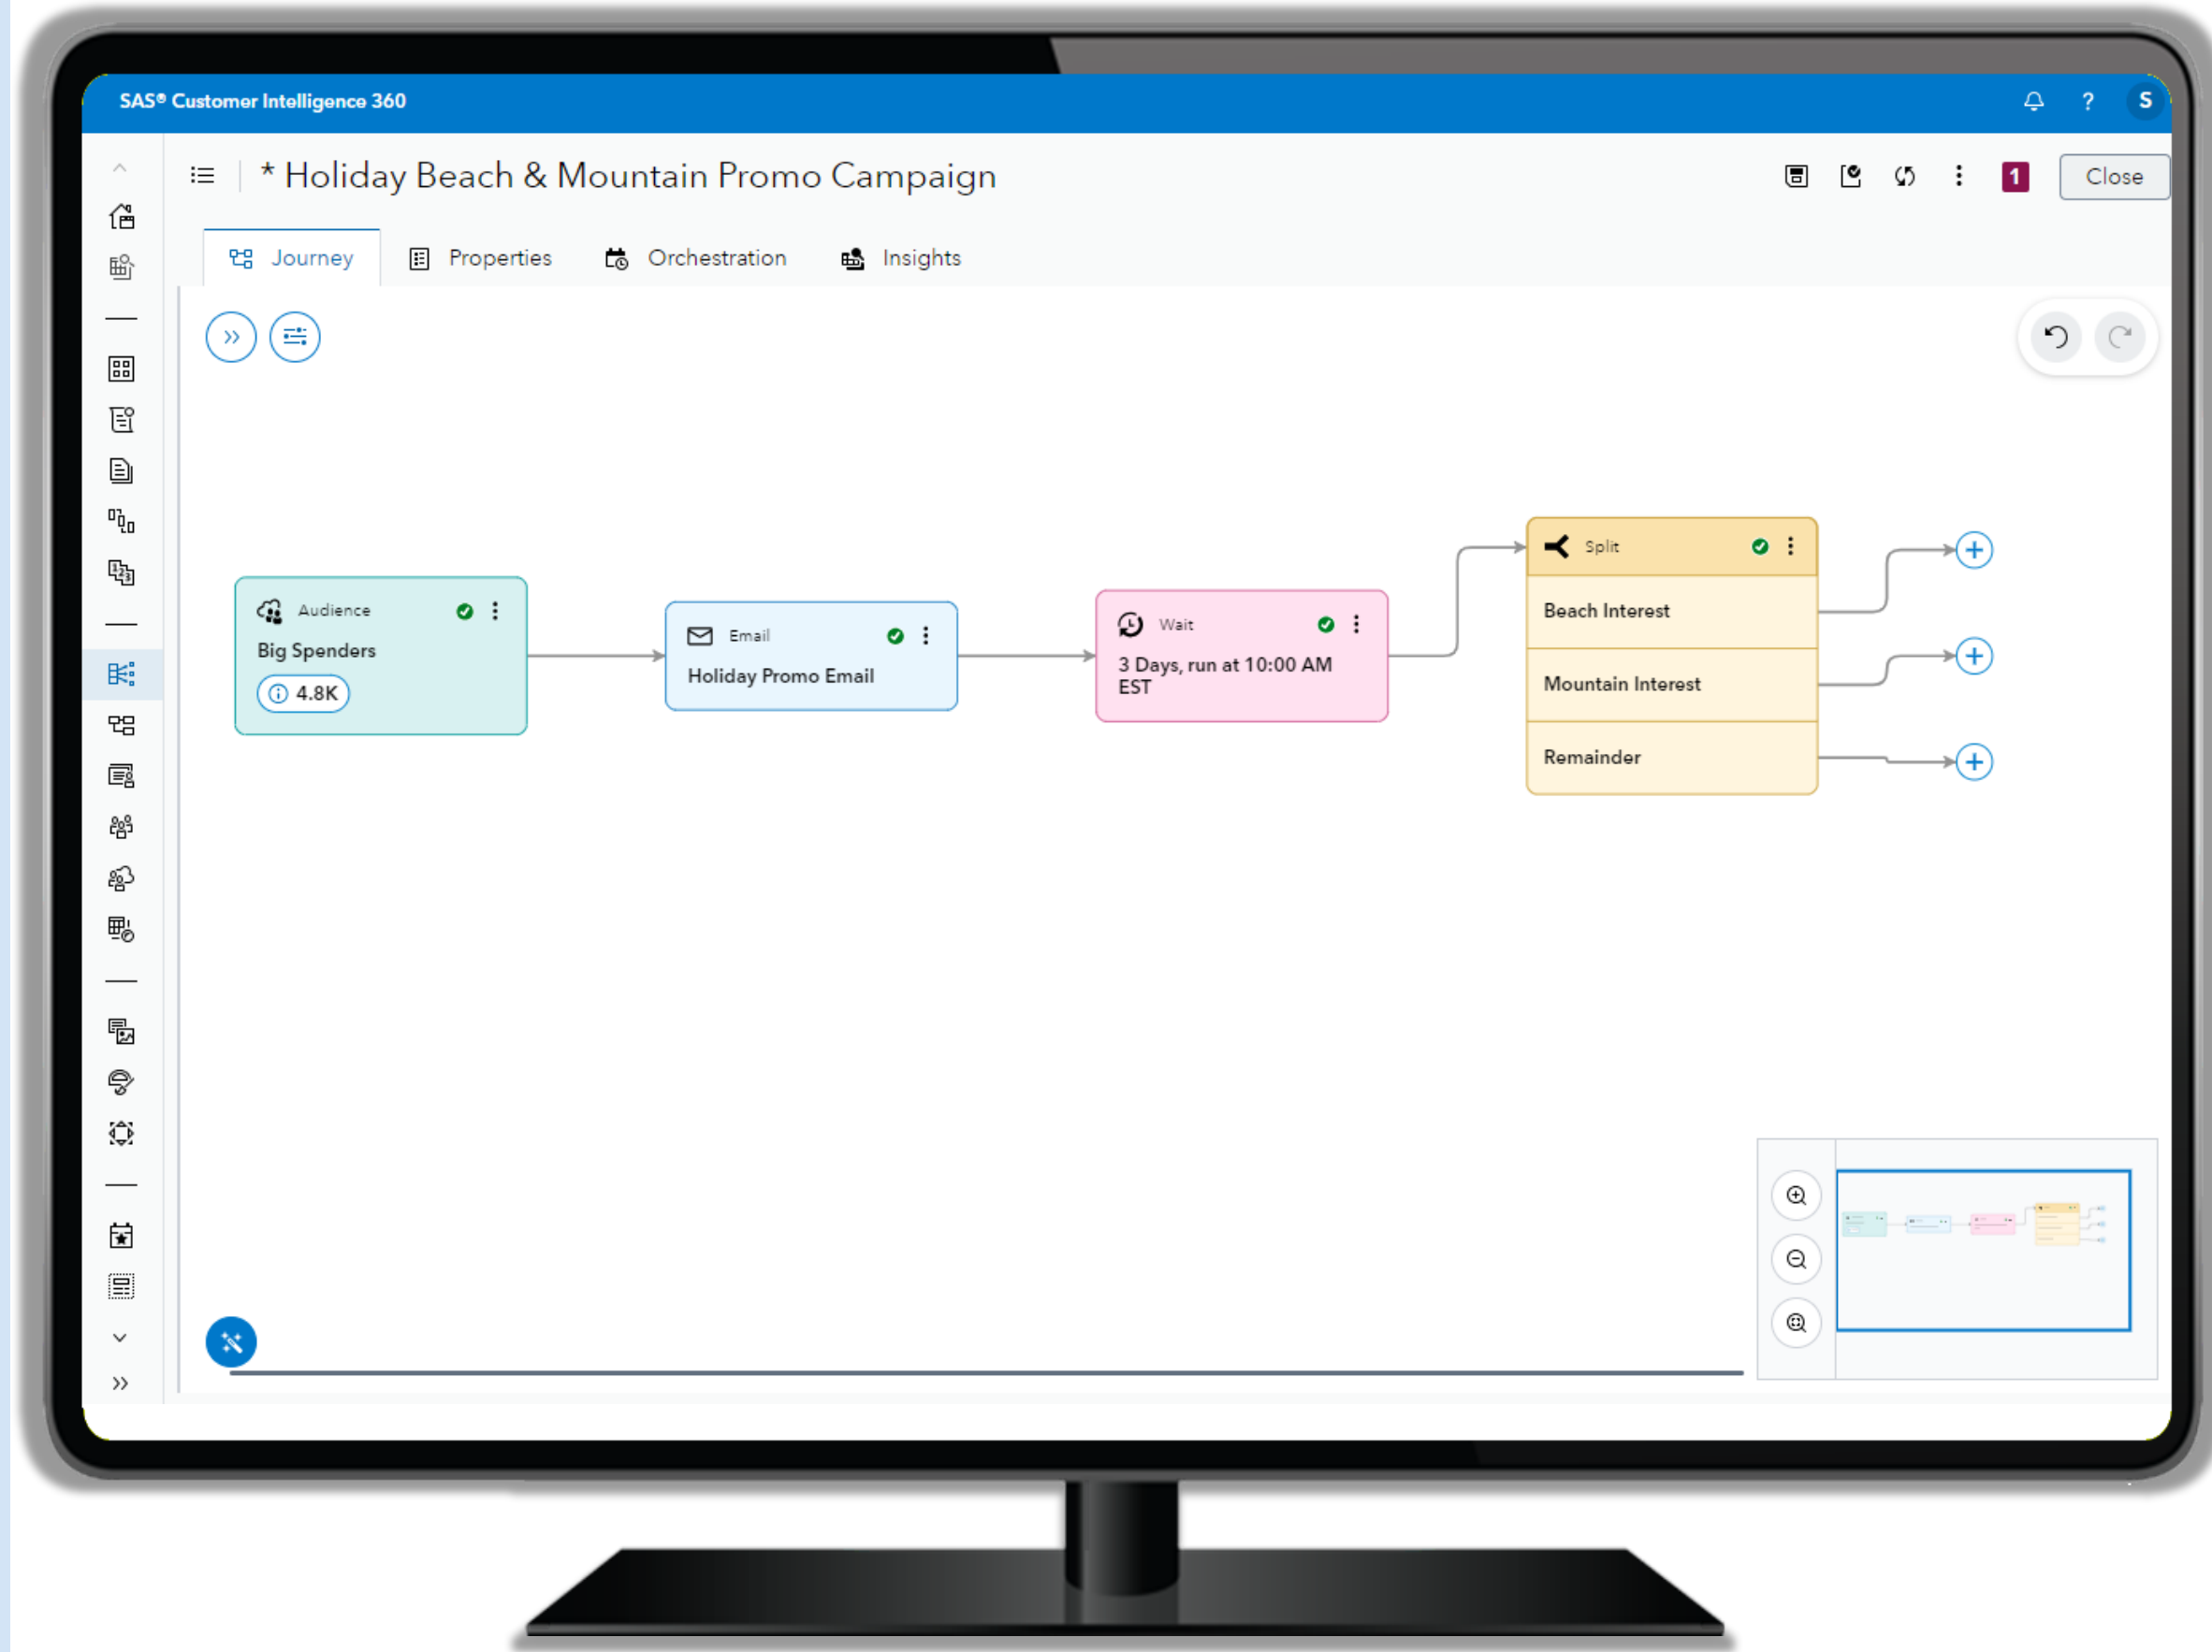 SAS® Customer Intelligence 360
? S
* Holiday Beach & Mountain Promo Campaign
1 Close
Journey Properties Orchestration Insights
Audience
Big Spenders
4.8K
Email
Holiday Promo Email
Wait
3 Days, run at 10:00 AM
EST
Split
Beach Interest
Mountain Interest
Remainder